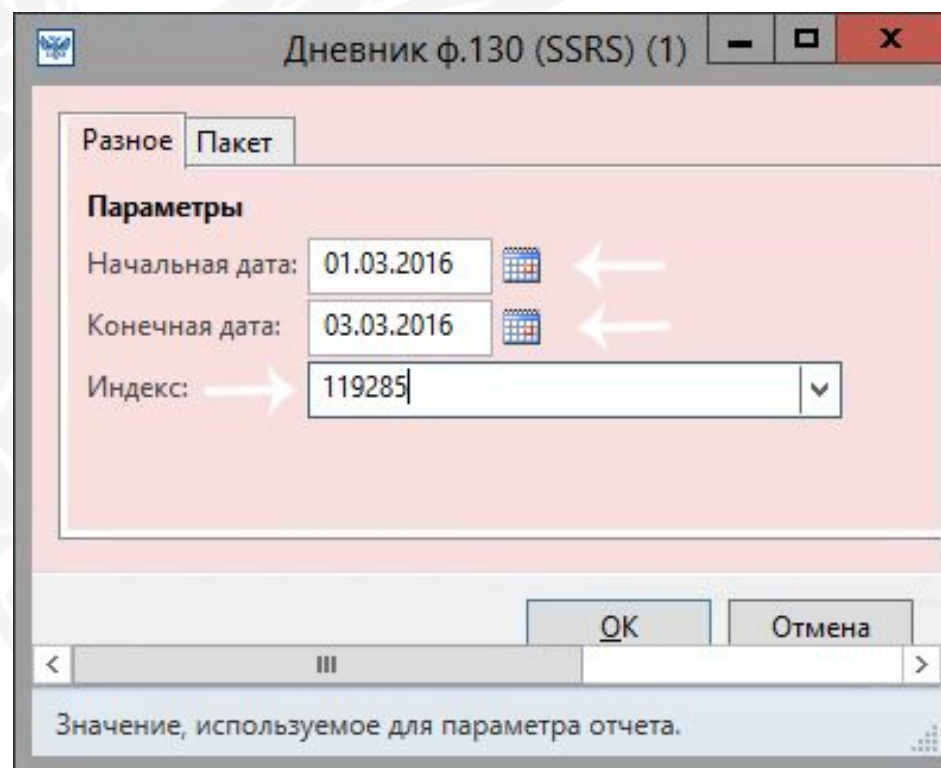 Дневник ф.130 (SSRS) (1)
Разное Пакет
Параметры
Начальная дата: 01.03.2016
Конечная дата: 03.03.2016
Индекс: 119285
OK Отмена
Значение, используемое для параметра отчета.